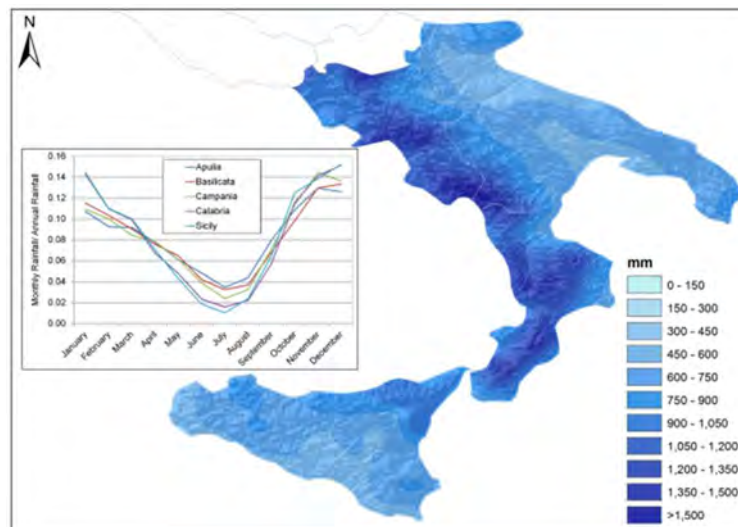 N
0.16
0.14
0.12
0.10
0.08
0.06
0.04
0.02
0.00
Monthly Rainfall/ Annual Rainfall
Apulia
Basilicata
Campania
Calabria
Sicily
January
February
March
April
May
June
July
August
September
October
November
December
mm
0 - 150
150 - 300
300 - 450
450 - 600
600 - 750
750 - 900
900 - 1,050
1,050 - 1,200
1,200 - 1,350
1,350 - 1,500
>1,500